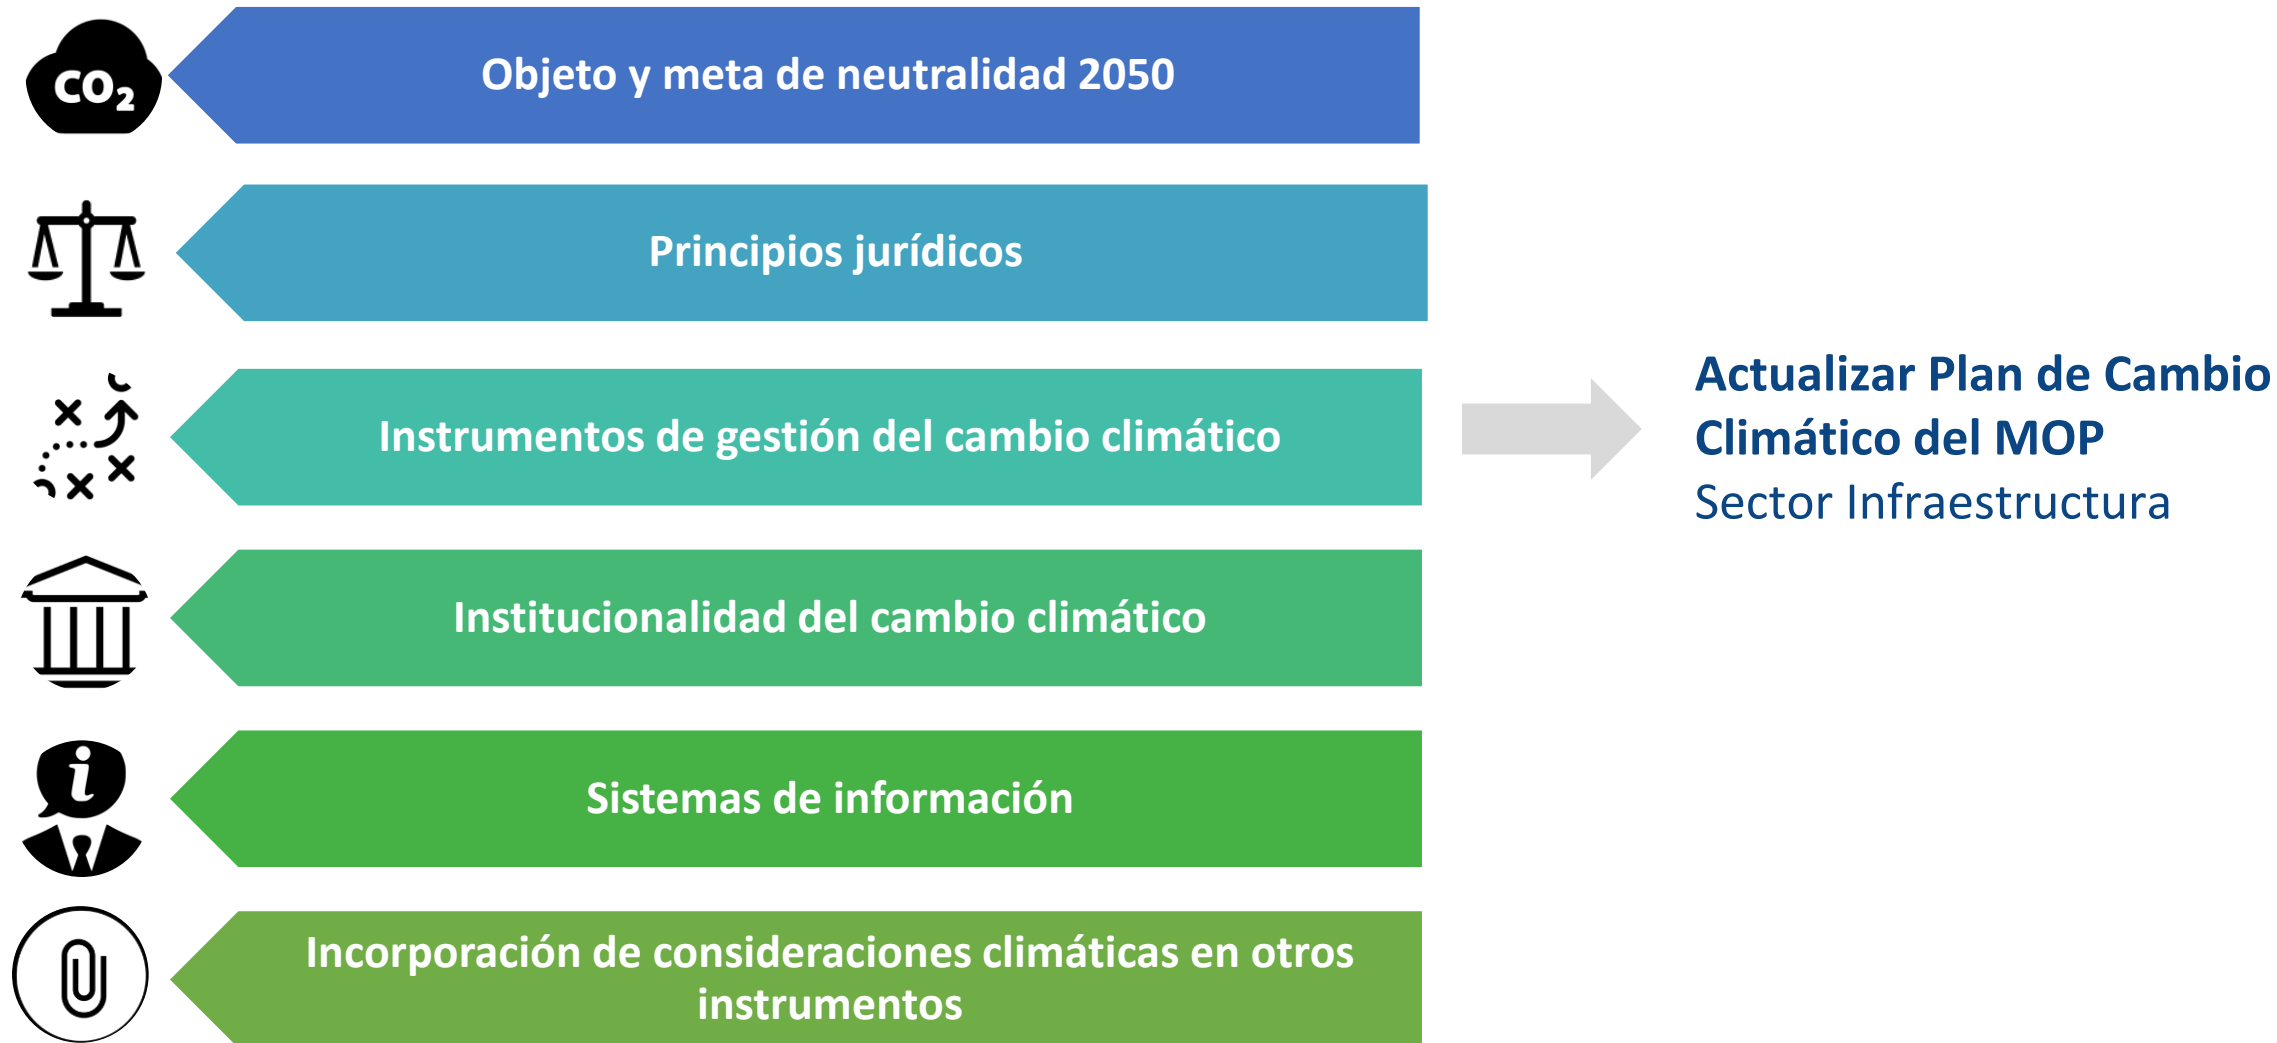 CO₂
Objeto y meta de neutralidad 2050
Principios jurídicos
Instrumentos de gestión del cambio climático
Actualizar Plan de Cambio
Climático del MOP
Sector Infraestructura
Institucionalidad del cambio climático
i
Sistemas de información
Incorporación de consideraciones climáticas en otros
instrumentos